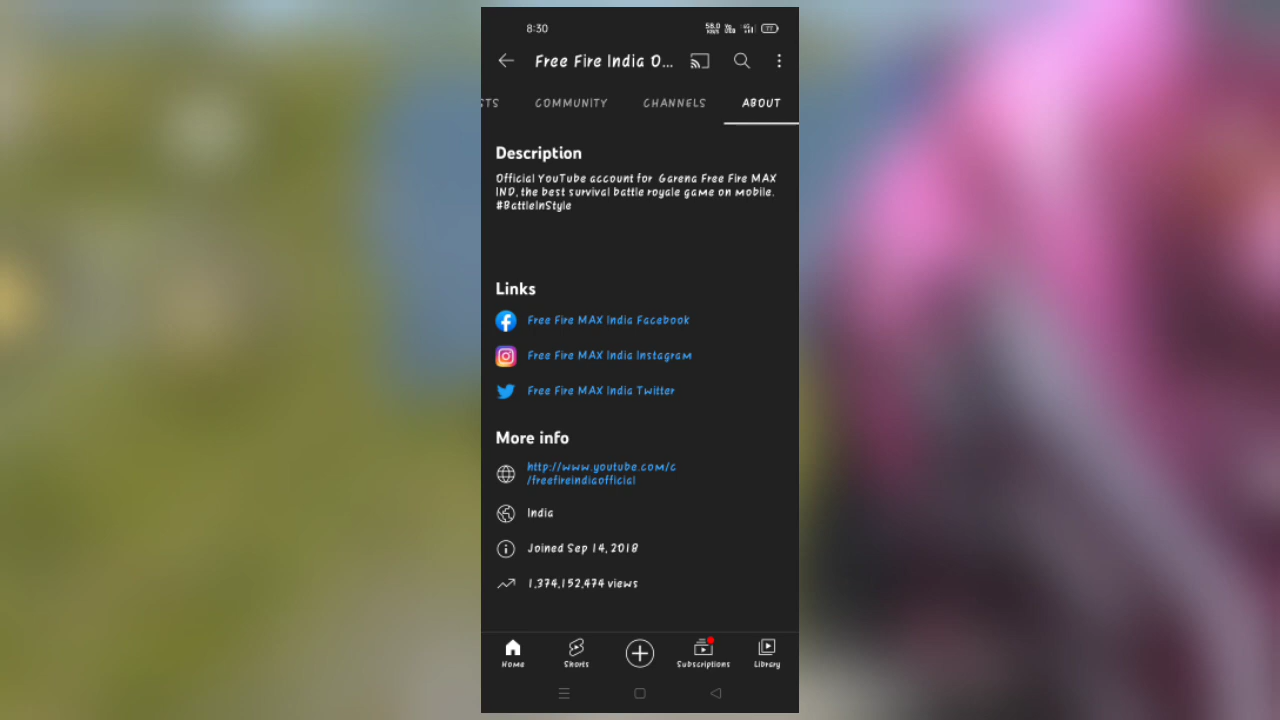 8:30
58.0 KB/S
Free Fire India O...
STS COMMUNITY CHANNELS ABOUT
Description
Official YouTube account for Garena Free Fire MAX
IND, the best survival battle royale game on mobile.
#BattleInStyle
Links
Free Fire MAX India Facebook
Free Fire MAX India Instagram
Free Fire MAX India Twitter
More info
http://www.youtube.com/c
/freefireindiaofficial
India
Joined Sep 14, 2018
1,374,152,474 views
Home Shorts Subscriptions Library